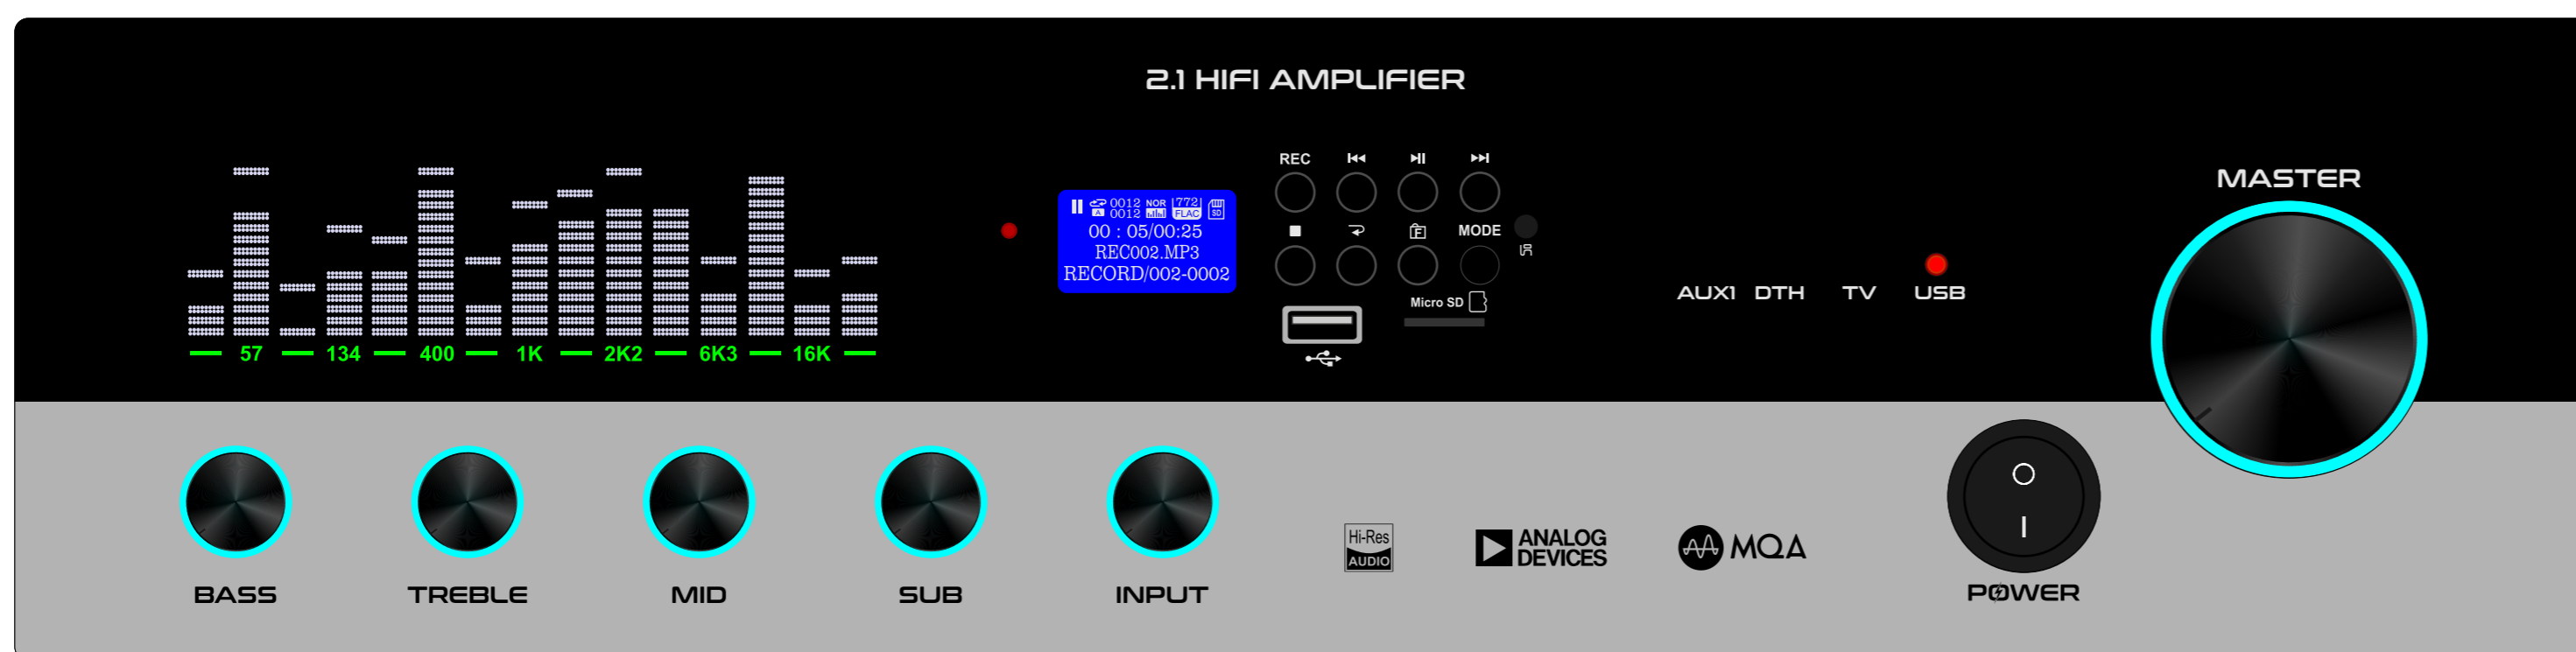 2.1 HIFI AMPLIFIER
57 134 400 1K 2K2 6K3 16K
0012 NOR 772
A 0012 FLAC SD
00 : 05/00:25
REC002.MP3
RECORD/002-0002
REC
F MODE
IR
Micro SD
AUX1 DTH TV USB
MASTER
BASS TREBLE MID SUB INPUT
Hi-Res
AUDIO
ANALOG
DEVICES
MQA
POWER